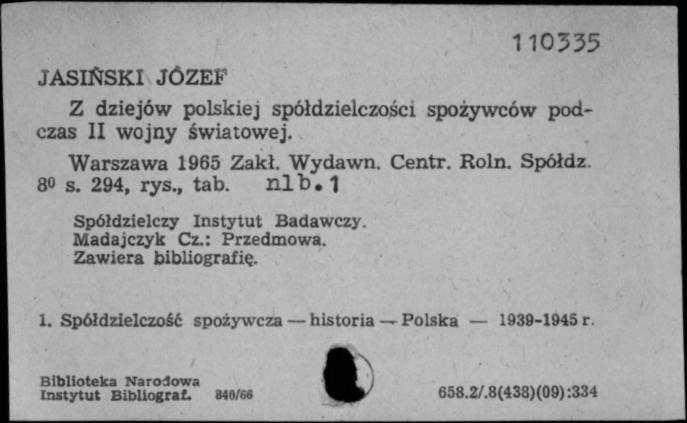 110335
JASIŃSKI JÓZEF
Z dziejów polskiej spółdzielczości spożywców pod-
czas II wojny światowej.
Warszawa 1965 Zakł. Wydawn. Centr. Roln. Spółdz.
8⁰ s. 294, rys., tab. nlb.1
Spółdzielczy Instytut Badawczy.
Madajczyk Cz.: Przedmowa.
Zawiera bibliografię.
1. Spółdzielczość spożywcza — historia — Polska — 1939-1945 r.
Biblioteka Narodowa
Instytut Bibliograf. 840/66
658.2/.8(438)(09):334